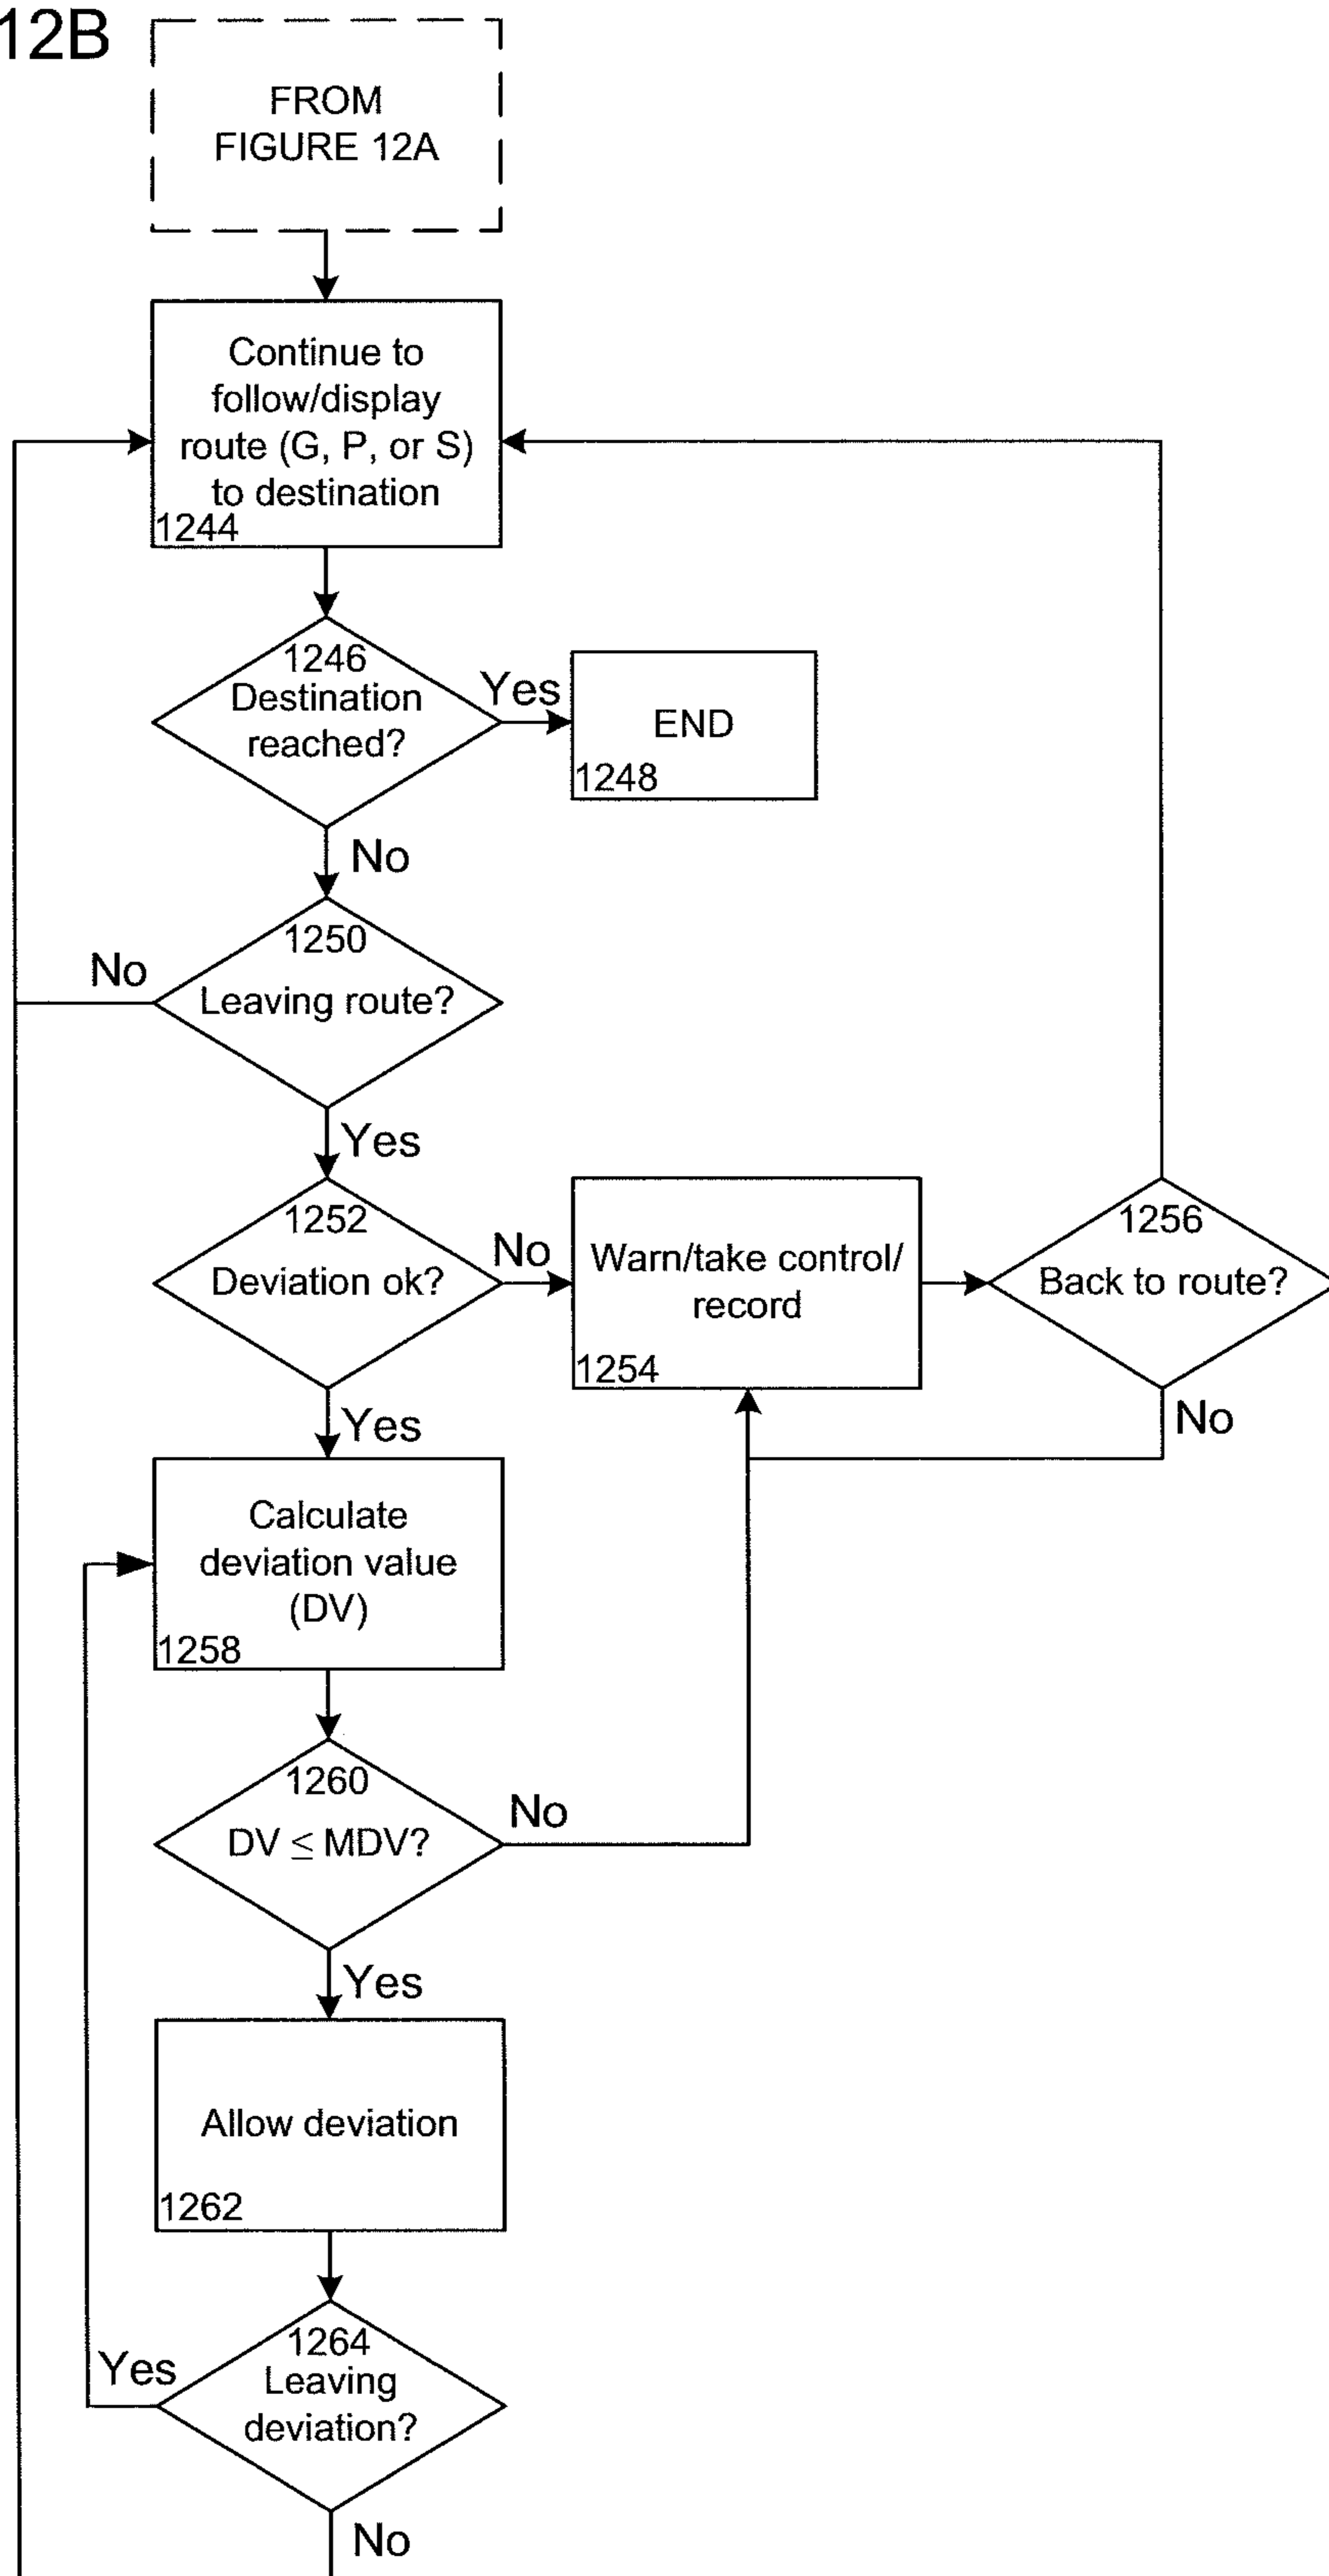 12B
FROM
FIGURE 12A
Continue to
follow/display
route (G, P, or S)
to destination
1244
1246
Destination
reached?
Yes
END
1248
No
1250
Leaving route?
No
Yes
1252
Deviation ok?
No
Warn/take control/
record
1254
1256
Back to route?
No
Yes
Calculate
deviation value
(DV)
1258
1260
DV ≤ MDV?
No
Yes
Allow deviation
1262
1264
Leaving
deviation?
Yes
No